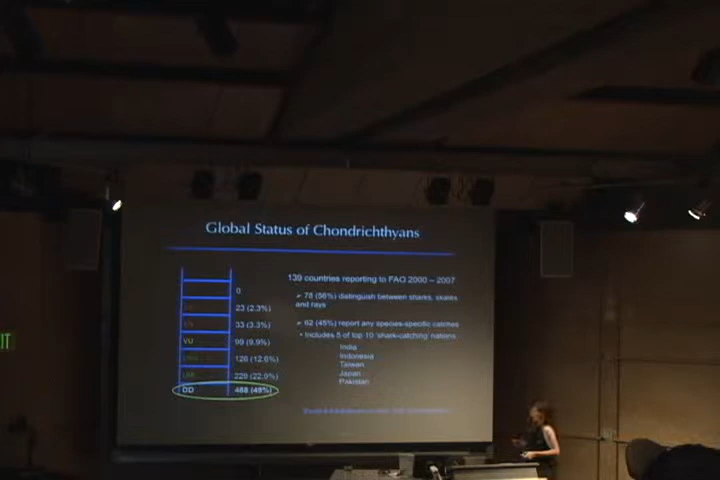 Global Status of Chondrichthyans
139 countries reporting to FAO 2000 – 2007
➢ 78 (56%) distinguish between sharks, skates
and rays
➢ 62 (45%) report any species-specific catches
• Includes 5 of top 10 'shark-catching' nations
India
Indonesia
Taiwan
Japan
Pakistan
0
23 (2.3%)
EN 33 (3.3%)
VU 99 (9.9%)
126 (12.6%)
229 (22.9%)
DD 488 (49%)
IT